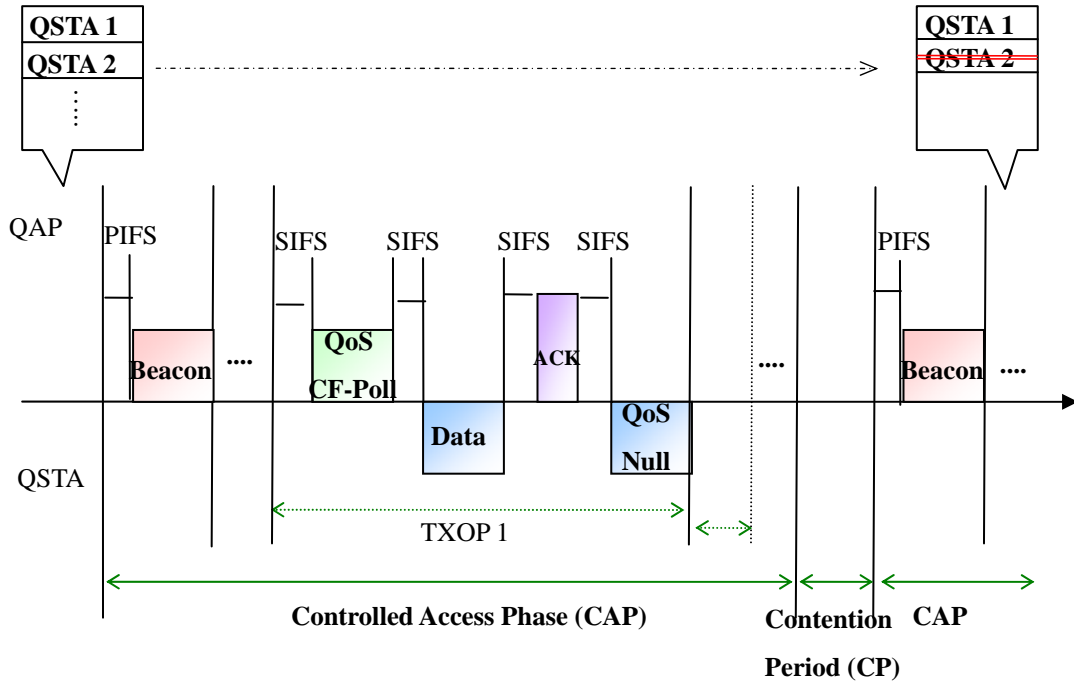 QSTA 1
QSTA 2
QSTA 1
QSTA 2
QAP
PIFS
SIFS
SIFS
SIFS
SIFS
PIFS
Beacon
....
QoS
CF-Poll
ACK
....
Beacon
....
Data
QoS
Null
QSTA
TXOP 1
Controlled Access Phase (CAP)
Contention
Period (CP)
CAP